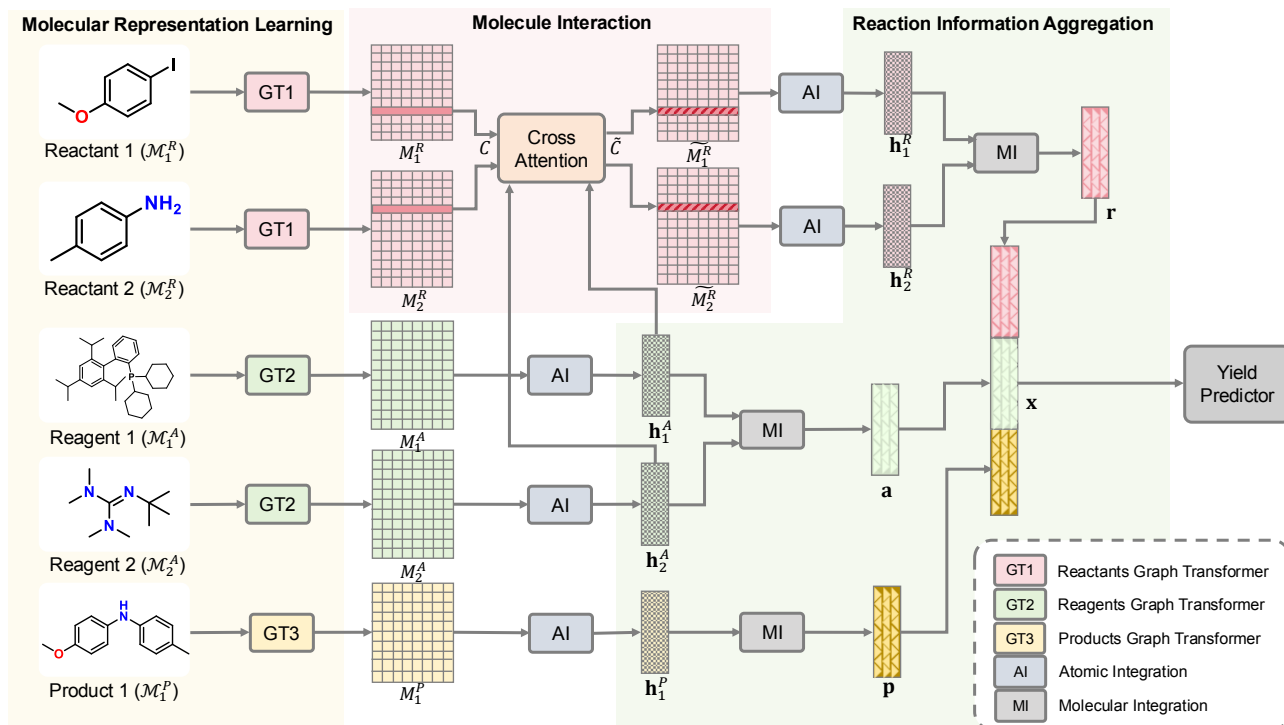 Molecular Representation Learning
Molecule Interaction
Reaction Information Aggregation
I
O
Reactant 1 (ℳ₁ᴿ)
GT1
M₁ᴿ
C
Cross
Attention
C̃
M̃₁ᴿ
AI
h₁ᴿ
MI
r
NH₂
Reactant 2 (ℳ₂ᴿ)
GT1
M₂ᴿ
M̃₂ᴿ
AI
h₂ᴿ
P
Reagent 1 (ℳ₁ᴬ)
GT2
M₁ᴬ
AI
h₁ᴬ
MI
a
x
Yield
Predictor
N
N
N
Reagent 2 (ℳ₂ᴬ)
GT2
M₂ᴬ
AI
h₂ᴬ
H
N
O
Product 1 (ℳ₁ᴾ)
GT3
M₁ᴾ
AI
h₁ᴾ
MI
p
GT1 Reactants Graph Transformer
GT2 Reagents Graph Transformer
GT3 Products Graph Transformer
AI Atomic Integration
MI Molecular Integration